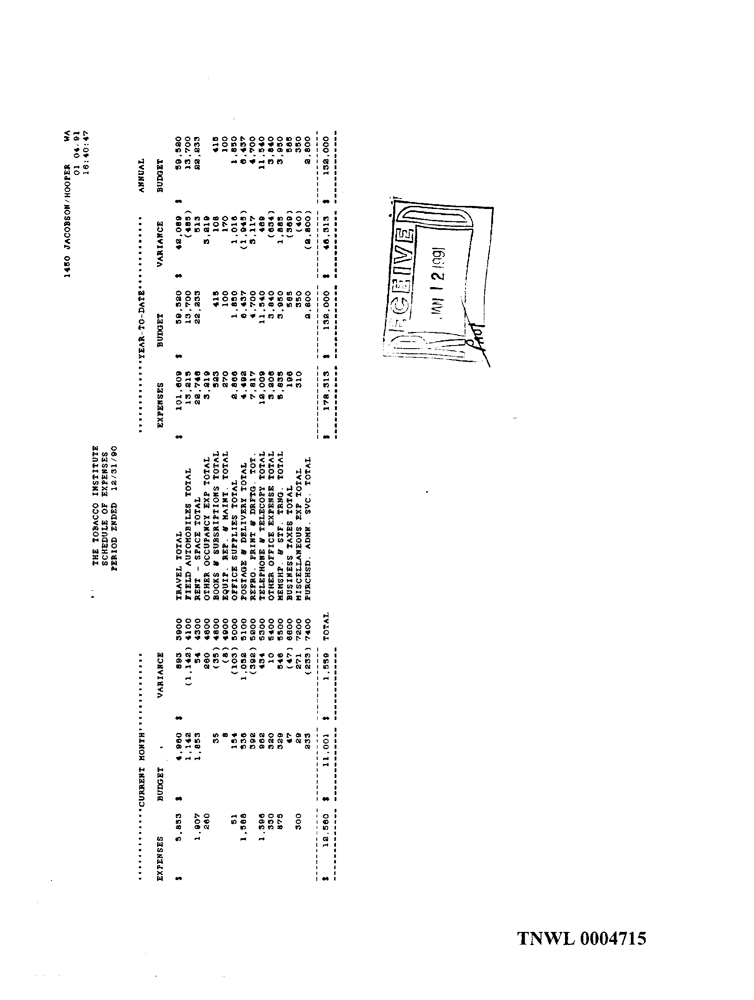 1450 JACOBSON/HOOPER WA
THE TOBACCO INSTITUTE 01 04.91
SCHEDULE OF EXPENSES 16:40:47
PERIOD ENDED 12/31/90
··············CURRENT MONTH·············· ··············YEAR-TO-DATE·············· ANNUAL
EXPENSES BUDGET VARIANCE EXPENSES BUDGET VARIANCE BUDGET
$ 5,853 $ 4,960 $ 893 3900 TRAVEL TOTAL $ 101,609 $ 59,520 $ 42,089 $ 59,520
1,142 (1,142) 4100 FIELD AUTOMOBILES TOTAL 13,215 13,700 (485) 13,700
1,907 1,853 54 4300 RENT - SPACE TOTAL 22,746 22,233 513 22,233
260 260 4600 OTHER OCCUPANCY EXP TOTAL 3,219 3,219
35 (35) 4800 BOOKS & SUBSRIPTIONS TOTAL 523 415 108 415
8 (8) 4900 EQUIP. REP. & MAINT. TOTAL 270 100 170 100
51 154 (103) 5000 OFFICE SUPPLIES TOTAL 2,866 1,850 1,016 1,850
1,588 536 1,052 5100 POSTAGE & DELIVERY TOTAL 4,492 6,437 (1,945) 6,437
392 (392) 5200 REPRO. PRINT & DRFTG. TOT. 7,817 4,700 3,117 4,700
1,396 962 434 5300 TELEPHONE & TELECOPY TOTAL 12,009 11,540 469 11,540
330 320 10 5400 OTHER OFFICE EXPENSE TOTAL 3,206 3,840 (634) 3,840
875 329 546 5500 MEMSHP. & STF. TRNG. TOTAL 5,835 3,950 1,885 3,950
47 (47) 6600 BUSINESS TAXES TOTAL 196 565 (369) 565
300 29 271 7200 MISCELLANEOUS EXP TOTAL 310 350 (40) 350
233 (233) 7400 PURCHSD. ADMN. SVC. TOTAL 2,800 (2,800) 2,800
$ 12,560 $ 11,001 $ 1,559 TOTAL $ 178,313 $ 132,000 $ 46,313 $ 132,000
RECEIVED
JAN 12 1991
TNWL 0004715